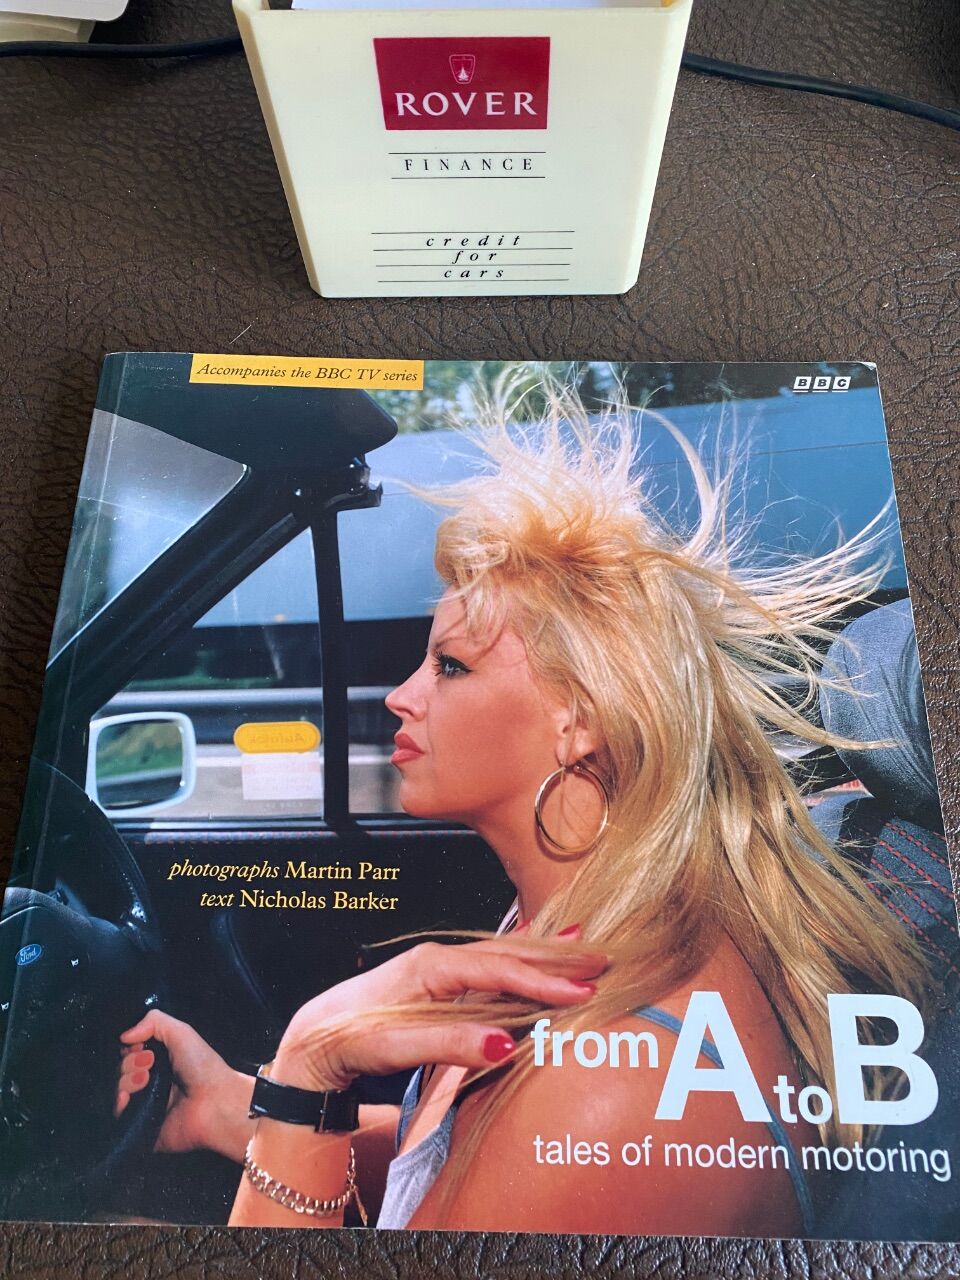 ROVER
FINANCE
credit
for
cars
Accompanies the BBC TV series
BBC
photographs Martin Parr
text Nicholas Barker
Ford
from A to B
tales of modern motoring